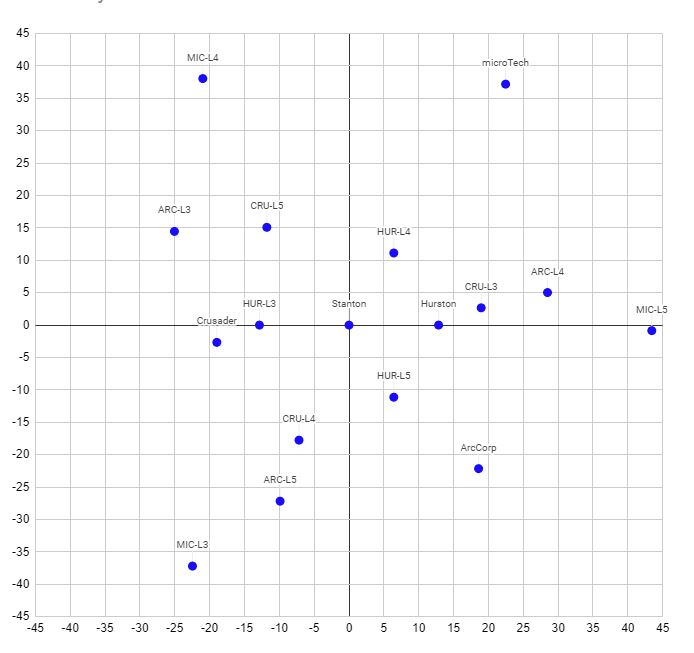 45
MIC-L4
microTech
40
35
30
25
20
ARC-L3
CRU-L5
15
HUR-L4
10
ARC-L4
CRU-L3
5
HUR-L3
Stanton
Hurston
MIC-L5
Crusader
0
-5
HUR-L5
-10
CRU-L4
-15
ArcCorp
-20
ARC-L5
-25
-30
MIC-L3
-35
-40
-45
-45 -40 -35 -30 -25 -20 -15 -10 -5 0 5 10 15 20 25 30 35 40 45